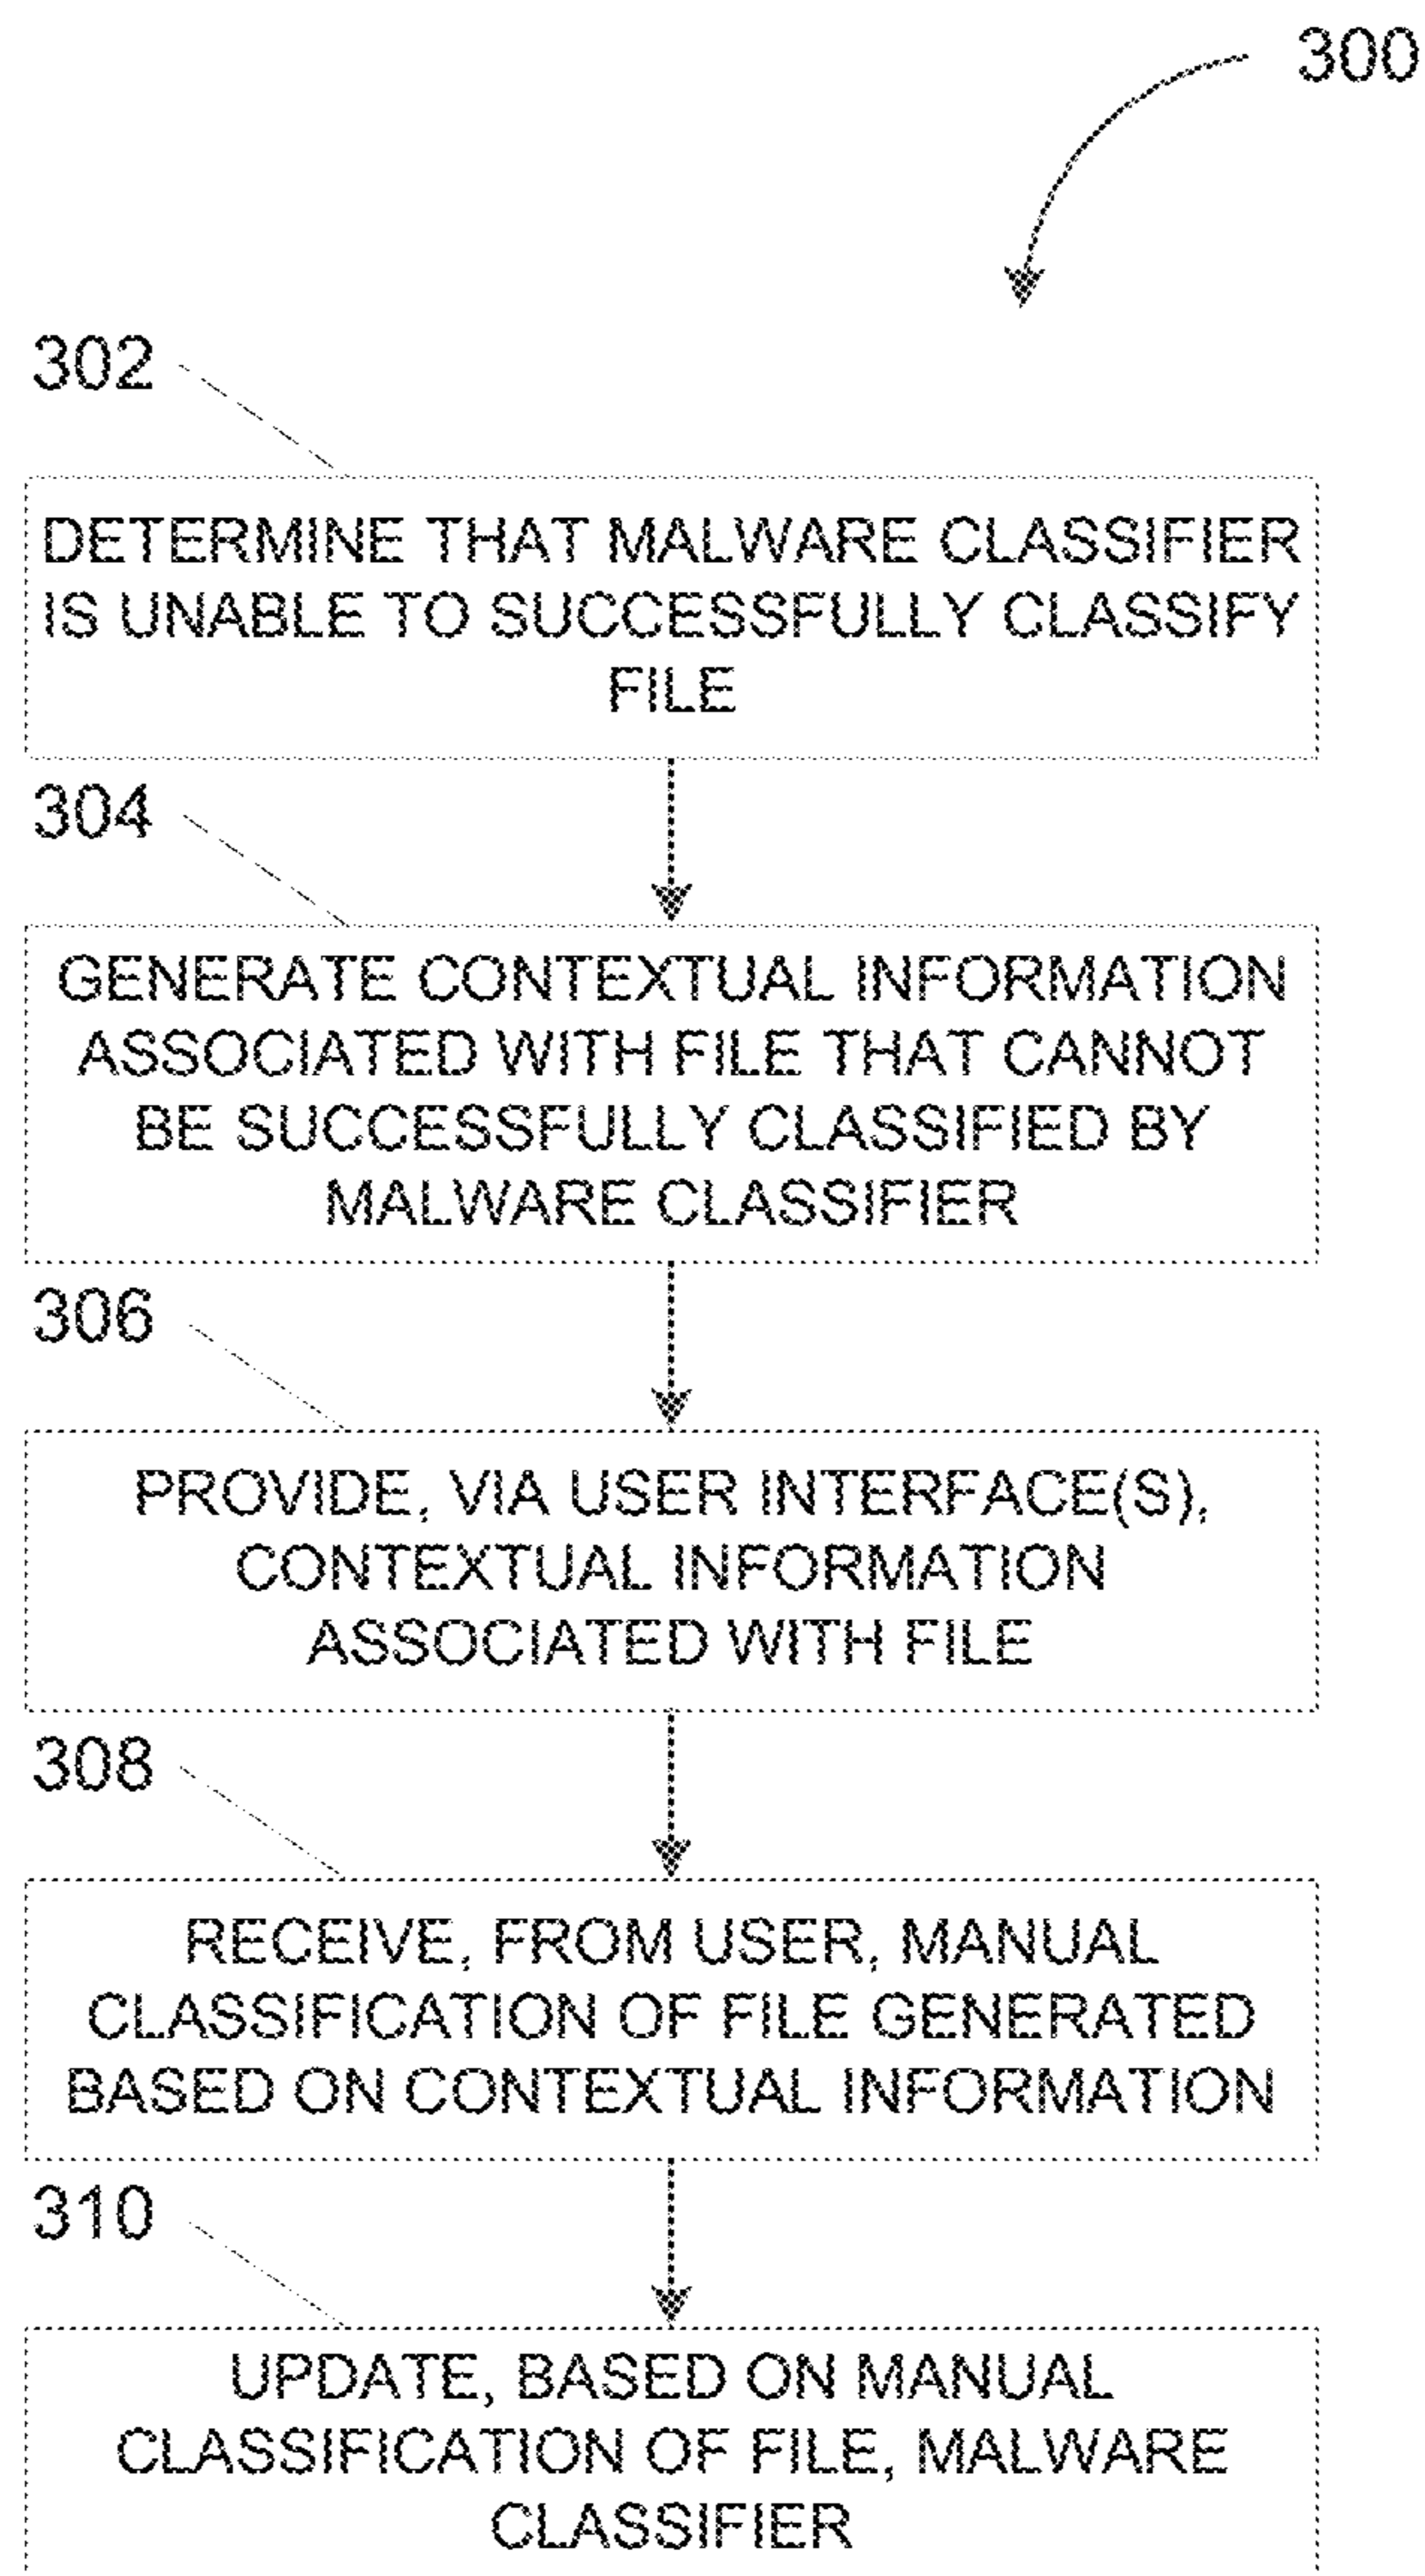 300
302
DETERMINE THAT MALWARE CLASSIFIER
IS UNABLE TO SUCCESSFULLY CLASSIFY
FILE
304
GENERATE CONTEXTUAL INFORMATION
ASSOCIATED WITH FILE THAT CANNOT
BE SUCCESSFULLY CLASSIFIED BY
MALWARE CLASSIFIER
306
PROVIDE, VIA USER INTERFACE(S),
CONTEXTUAL INFORMATION
ASSOCIATED WITH FILE
308
RECEIVE, FROM USER, MANUAL
CLASSIFICATION OF FILE GENERATED
BASED ON CONTEXTUAL INFORMATION
310
UPDATE, BASED ON MANUAL
CLASSIFICATION OF FILE, MALWARE
CLASSIFIER